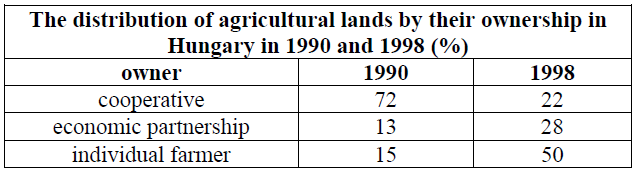 The distribution of agricultural lands by their ownership in
Hungary in 1990 and 1998 (%)
owner 1990 1998
cooperative 72 22
economic partnership 13 28
individual farmer 15 50